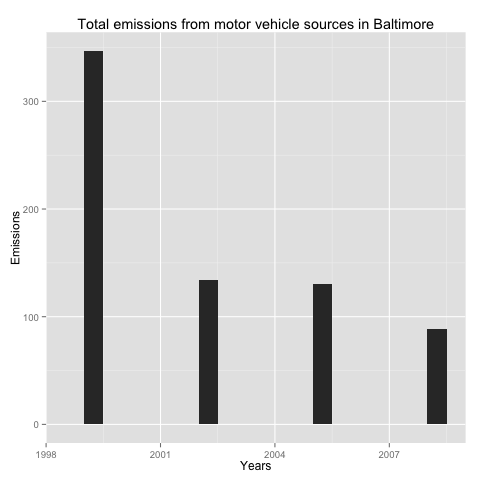 Total emissions from motor vehicle sources in Baltimore
300
200
100
0
Emissions
1998 2001 2004 2007
Years